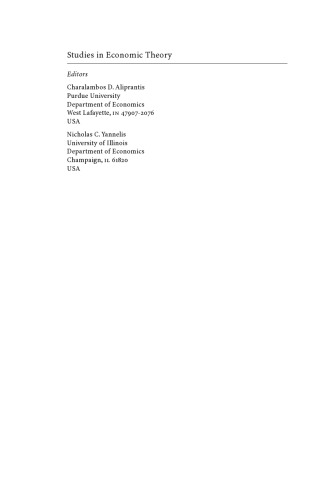 Studies in Economic Theory
Editors
Charalambos D. Aliprantis
Purdue University
Department of Economics
West Lafayette, IN 47907-2076
USA
Nicholas C. Yannelis
University of Illinois
Department of Economics
Champaign, IL 61820
USA